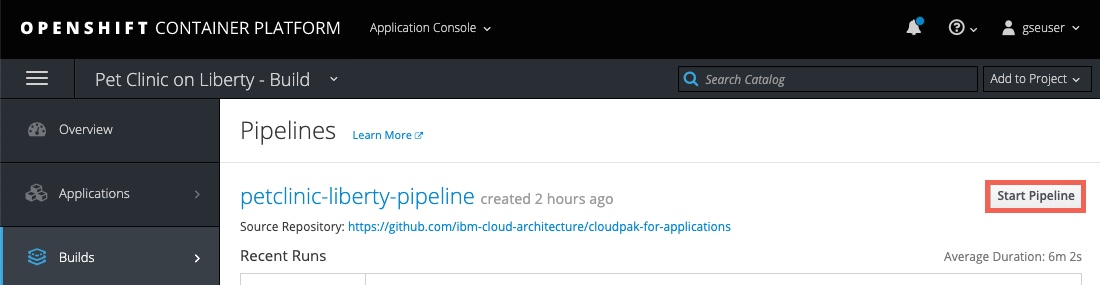 OPENSHIFT CONTAINER PLATFORM Application Console gseuser
Pet Clinic on Liberty - Build Search Catalog Add to Project
Overview
Pipelines Learn More
Applications
petclinic-liberty-pipeline created 2 hours ago Start Pipeline
Source Repository: https://github.com/ibm-cloud-architecture/cloudpak-for-applications
Builds
Recent Runs Average Duration: 6m 2s